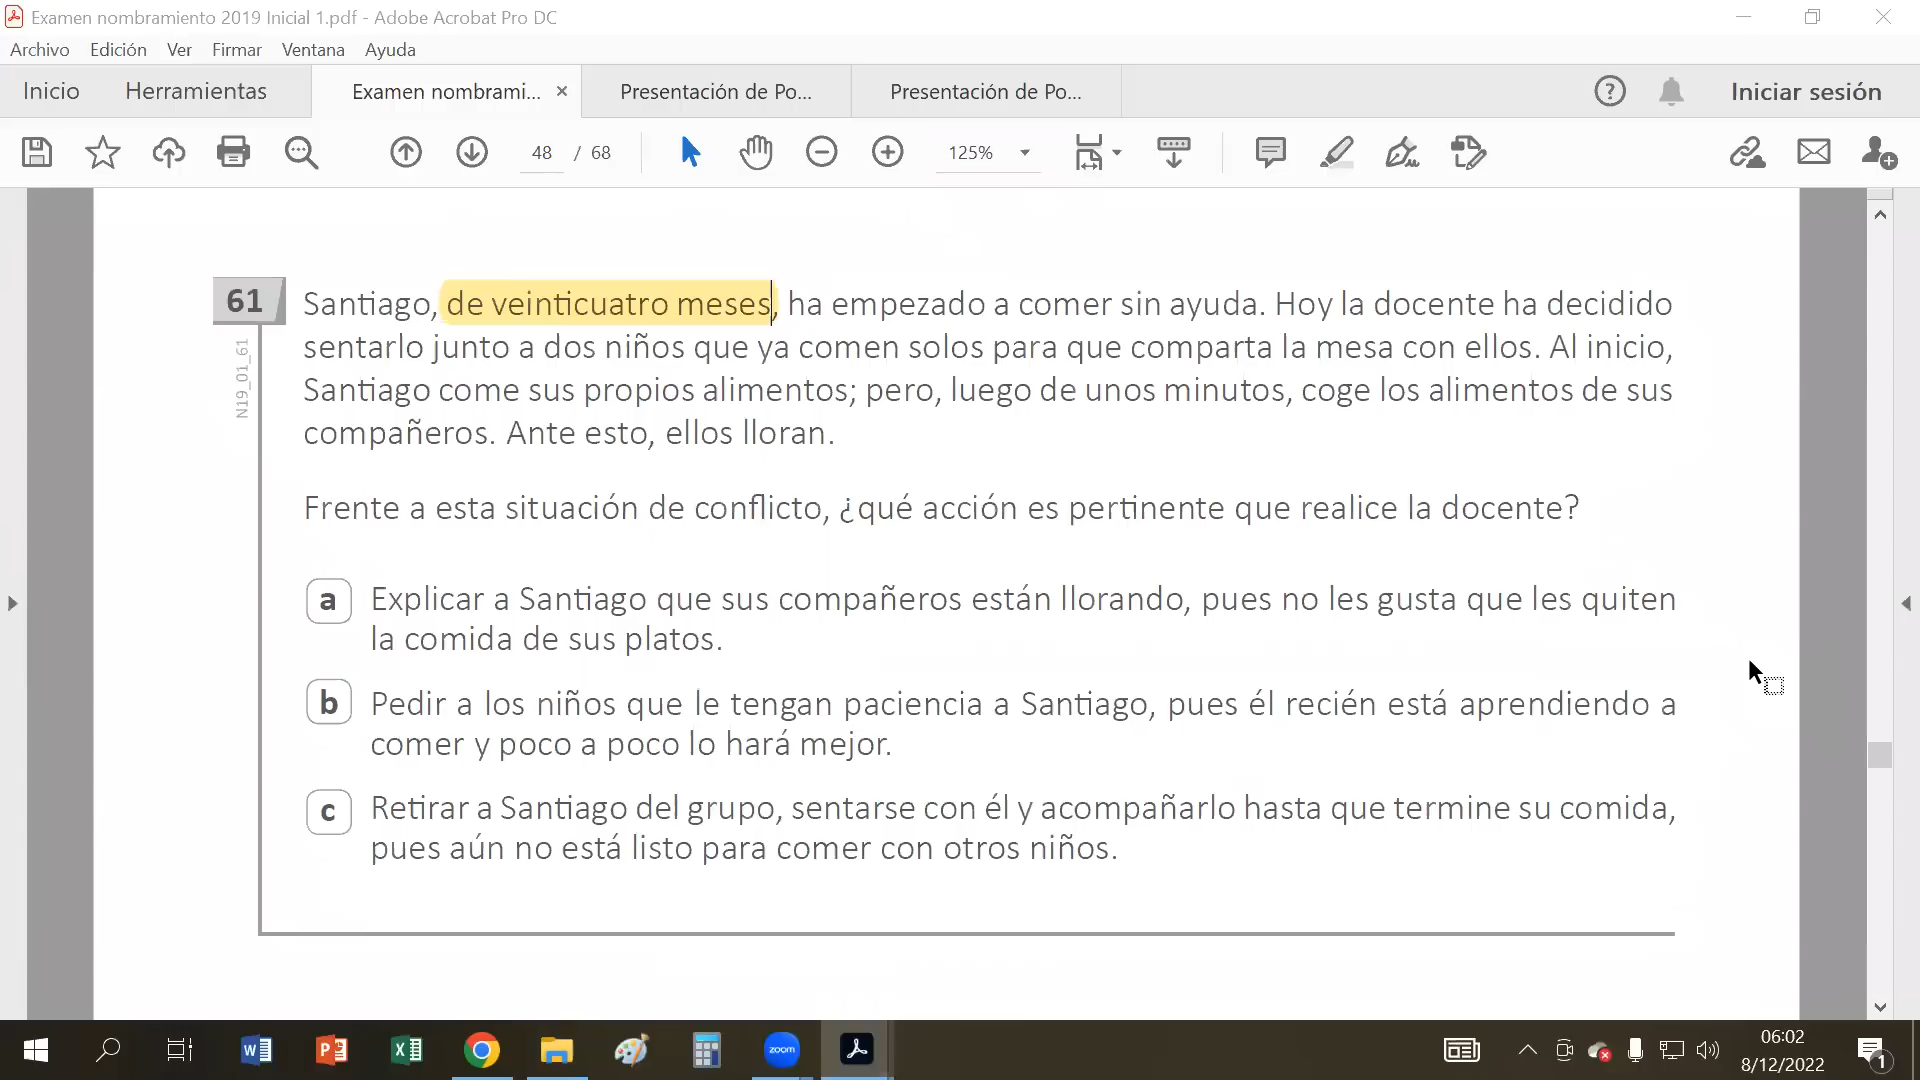 Examen nombramiento 2019 Inicial 1.pdf - Adobe Acrobat Pro DC
Archivo Edición Ver Firmar Ventana Ayuda
Inicio Herramientas Examen nombrami... × Presentación de Po... Presentación de Po... ? Iniciar sesión
48 / 68 125%
61 Santiago, de veinticuatro meses, ha empezado a comer sin ayuda. Hoy la docente ha decidido
sentarlo junto a dos niños que ya comen solos para que comparta la mesa con ellos. Al inicio,
Santiago come sus propios alimentos; pero, luego de unos minutos, coge los alimentos de sus
compañeros. Ante esto, ellos lloran.
N19_01_61
Frente a esta situación de conflicto, ¿qué acción es pertinente que realice la docente?
a Explicar a Santiago que sus compañeros están llorando, pues no les gusta que les quiten
la comida de sus platos.
b Pedir a los niños que le tengan paciencia a Santiago, pues él recién está aprendiendo a
comer y poco a poco lo hará mejor.
c Retirar a Santiago del grupo, sentarse con él y acompañarlo hasta que termine su comida,
pues aún no está listo para comer con otros niños.
zoom
06:02
8/12/2022
1